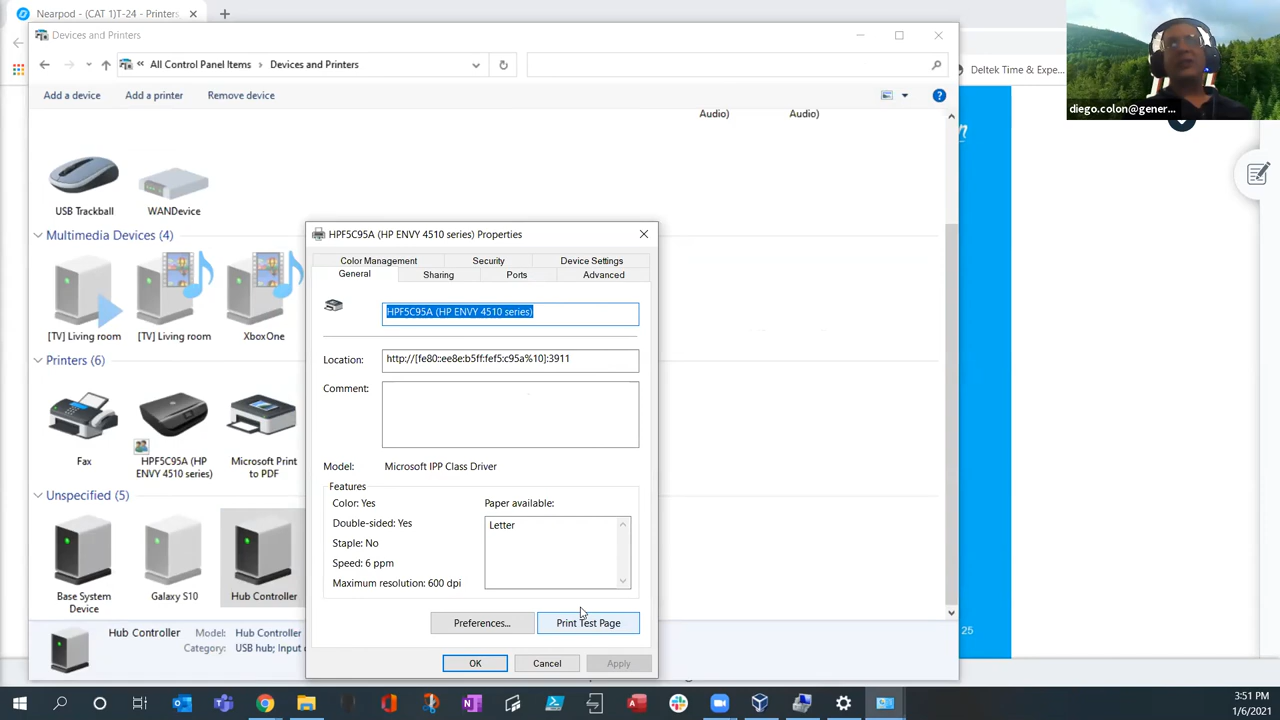 Nearpod - (CAT 1)T-24 - Printers
Devices and Printers
All Control Panel Items
Devices and Printers
Deltek Time & Expe...
diego.colon@gener...
Add a device
Add a printer
Remove device
Audio)
Audio)
USB Trackball
WANDevice
Multimedia Devices (4)
[TV] Living room
[TV] Living room
XboxOne
Printers (6)
Fax
HPF5C95A (HP
ENVY 4510 series)
Microsoft Print
to PDF
Unspecified (5)
Base System
Device
Galaxy S10
Hub Controller
Hub Controller
Model:
Hub Controller
Category:
USB hub; Input
HPF5C95A (HP ENVY 4510 series) Properties
Color Management
Security
Device Settings
General
Sharing
Ports
Advanced
HPF5C95A (HP ENVY 4510 series)
Location:
http://[fe80::ee8e:b5ff:fef5:c95a%10]:3911
Comment:
Model:
Microsoft IPP Class Driver
Features
Color: Yes
Double-sided: Yes
Staple: No
Speed: 6 ppm
Maximum resolution: 600 dpi
Paper available:
Letter
Preferences...
Print Test Page
OK
Cancel
Apply
25
3:51 PM
1/6/2021